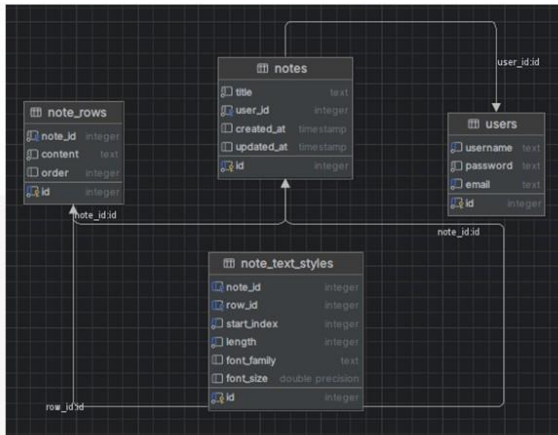 notes
title text
user_id integer
created_at timestamp
updated_at timestamp
id integer
user_id:id
note_rows
note_id integer
content text
order integer
id integer
users
username text
password text
email text
id integer
note_id:id
note_id:id
note_text_styles
note_id integer
row_id integer
start_index integer
length integer
font_family text
font_size double precision
id integer
row_id:id